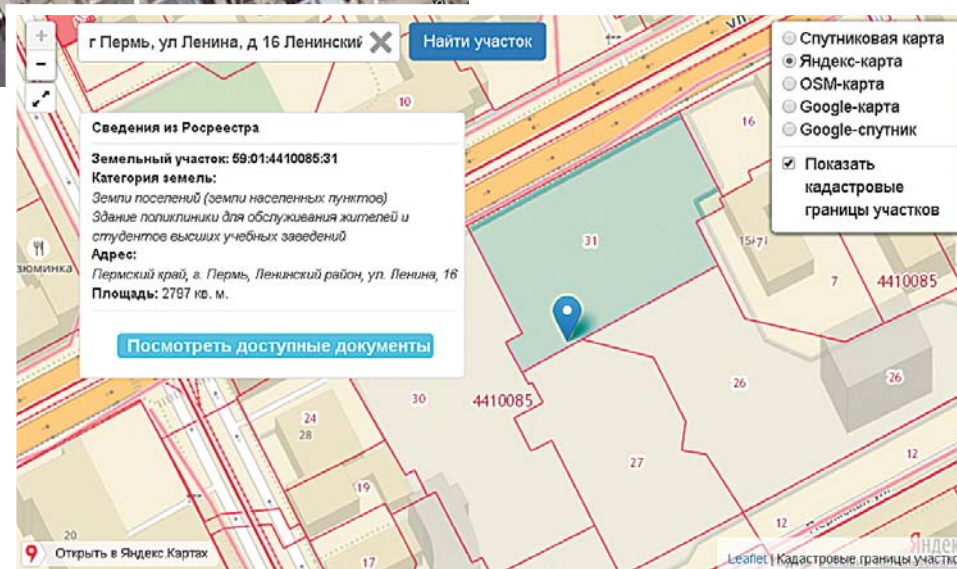 +
-
г Пермь, ул Ленина, д 16 Ленинский
Найти участок
Спутниковая карта
Яндекс-карта
OSM-карта
Google-карта
Google-спутник
Показать
кадастровые
границы участков
Сведения из Росреестра
Земельный участок: 59:01:4410085:31
Категория земель:
Земли поселений (земли населенных пунктов)
Здание поликлиники для обслуживания жителей и
студентов высших учебных заведений
Адрес:
Пермский край, г. Пермь, Ленинский район, ул. Ленина, 16
Площадь: 2797 кв. м.
Посмотреть доступные документы
10
16
31
7
4410085
зюминка
30
4410085
26
26
24
28
27
12
19
12
20
17
Открыть в Яндекс.Картах
Яндек
Leaflet | Кадастровые границы участко